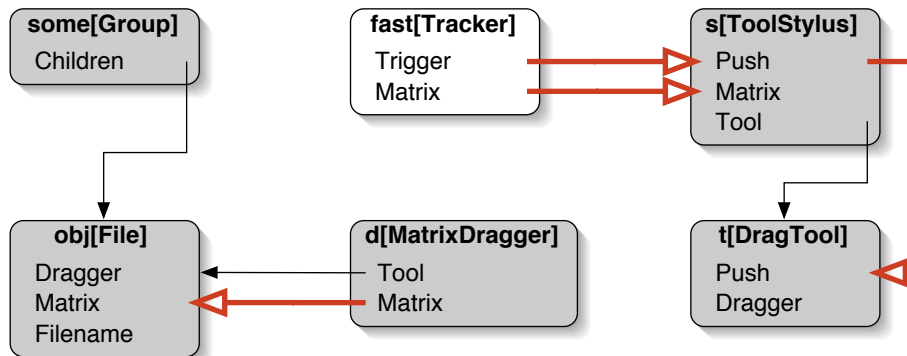 some[Group]
Children
fast[Tracker]
Trigger
Matrix
s[ToolStylus]
Push
Matrix
Tool
obj[File]
Dragger
Matrix
Filename
d[MatrixDragger]
Tool
Matrix
t[DragTool]
Push
Dragger